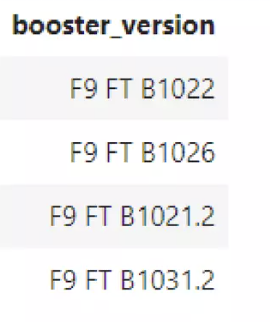 booster_version
F9 FT B1022
F9 FT B1026
F9 FT B1021.2
F9 FT B1031.2